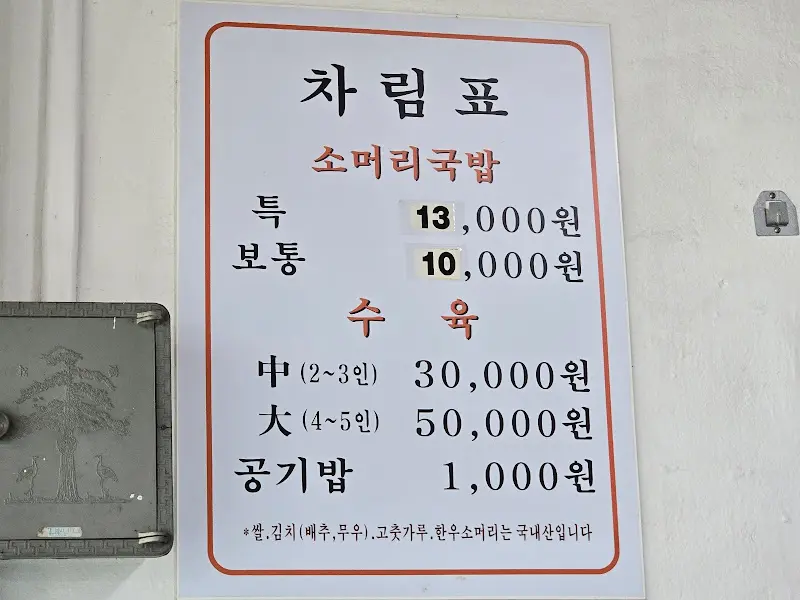 차림표
소머리국밥
특 13,000원
보통 10,000원
수 육
中 (2~3인) 30,000원
大 (4~5인) 50,000원
공기밥 1,000원
*쌀.김치(배추,무우).고춧가루.한우소머리는 국내산입니다